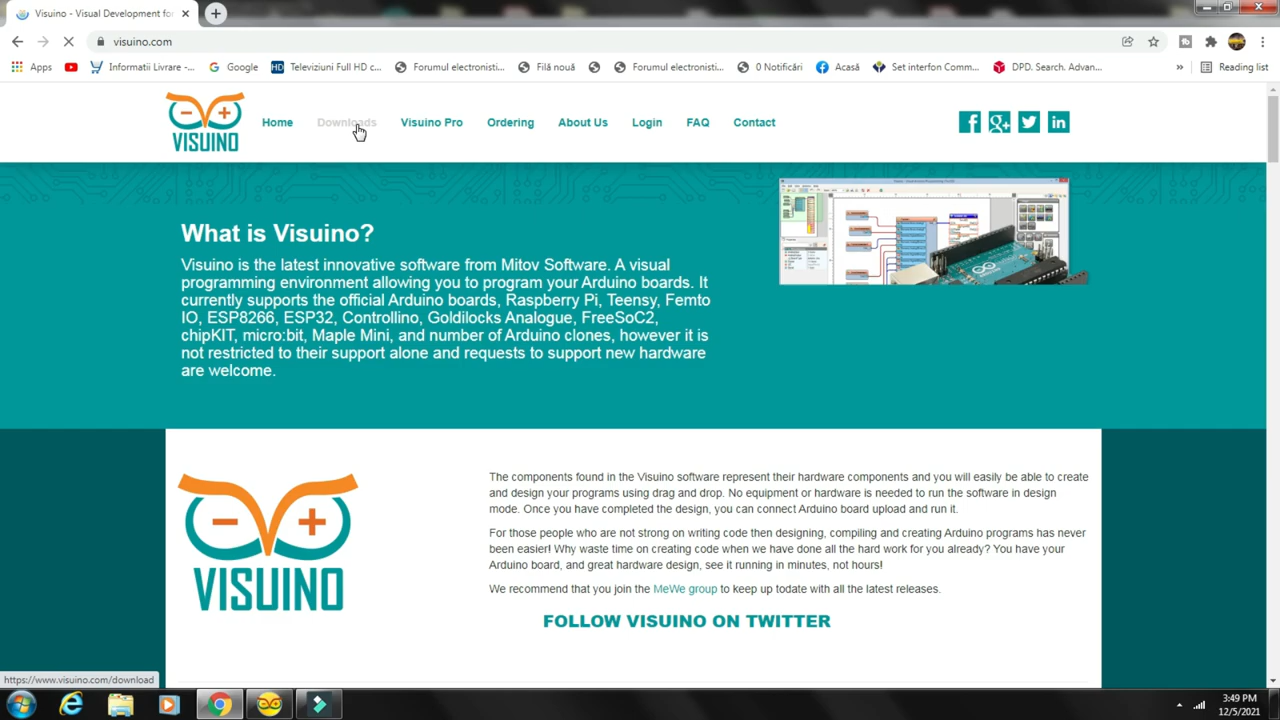 Visuino - Visual Development for
visuino.com
Apps
Informatii Livrare -...
Google
HD
Televiziuni Full HD c...
Forumul electronisti...
Filă nouă
Forumul electronisti...
0 Notificări
Acasă
Set interfon Comm...
DPD. Search. Advan...
»
Reading list
VISUINO
Home
Downloads
Visuino Pro
Ordering
About Us
Login
FAQ
Contact
What is Visuino?
Visuino is the latest innovative software from Mitov Software. A visual
programming environment allowing you to program your Arduino boards. It
currently supports the official Arduino boards, Raspberry Pi, Teensy, Femto
IO, ESP8266, ESP32, Controllino, Goldilocks Analogue, FreeSoC2,
chipKIT, micro:bit, Maple Mini, and number of Arduino clones, however it is
not restricted to their support alone and requests to support new hardware
are welcome.
VISUINO
The components found in the Visuino software represent their hardware components and you will easily be able to create
and design your programs using drag and drop. No equipment or hardware is needed to run the software in design
mode. Once you have completed the design, you can connect Arduino board upload and run it.
For those people who are not strong on writing code then designing, compiling and creating Arduino programs has never
been easier! Why waste time on creating code when we have done all the hard work for you already? You have your
Arduino board, and great hardware design, see it running in minutes, not hours!
We recommend that you join the MeWe group to keep up todate with all the latest releases.
FOLLOW VISUINO ON TWITTER
https://www.visuino.com/download
3:49 PM
12/5/2021